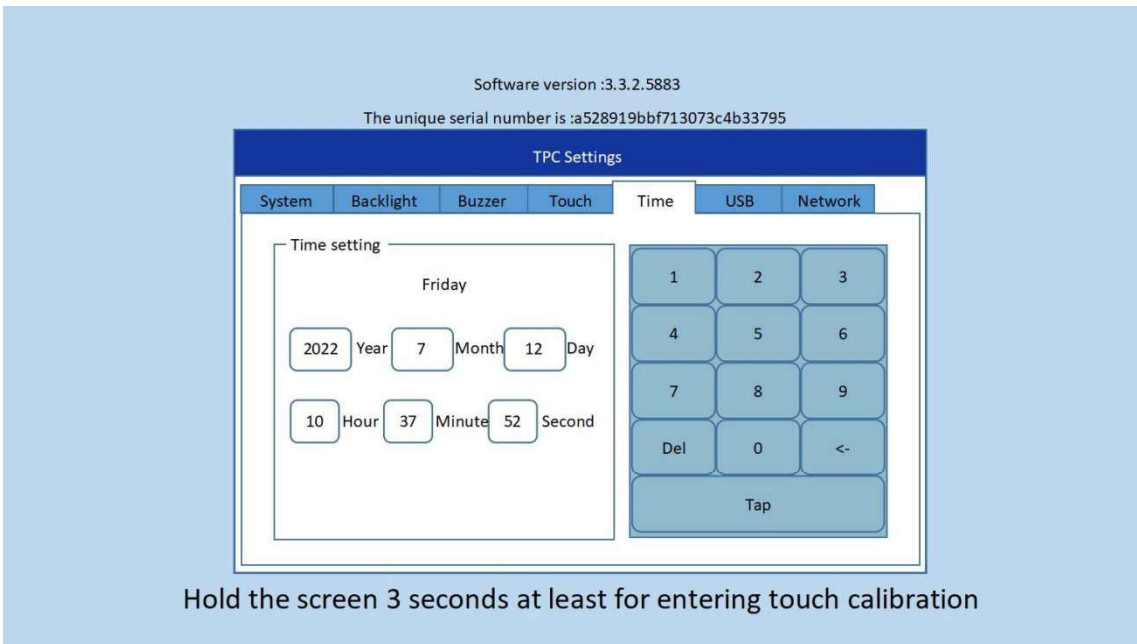 Software version :3.3.2.5883
The unique serial number is :a528919bbf713073c4b33795
TPC Settings
System Backlight Buzzer Touch Time USB Network
Time setting
Friday
2022 Year 7 Month 12 Day
10 Hour 37 Minute 52 Second
1 2 3
4 5 6
7 8 9
Del 0 <-
Tap
Hold the screen 3 seconds at least for entering touch calibration